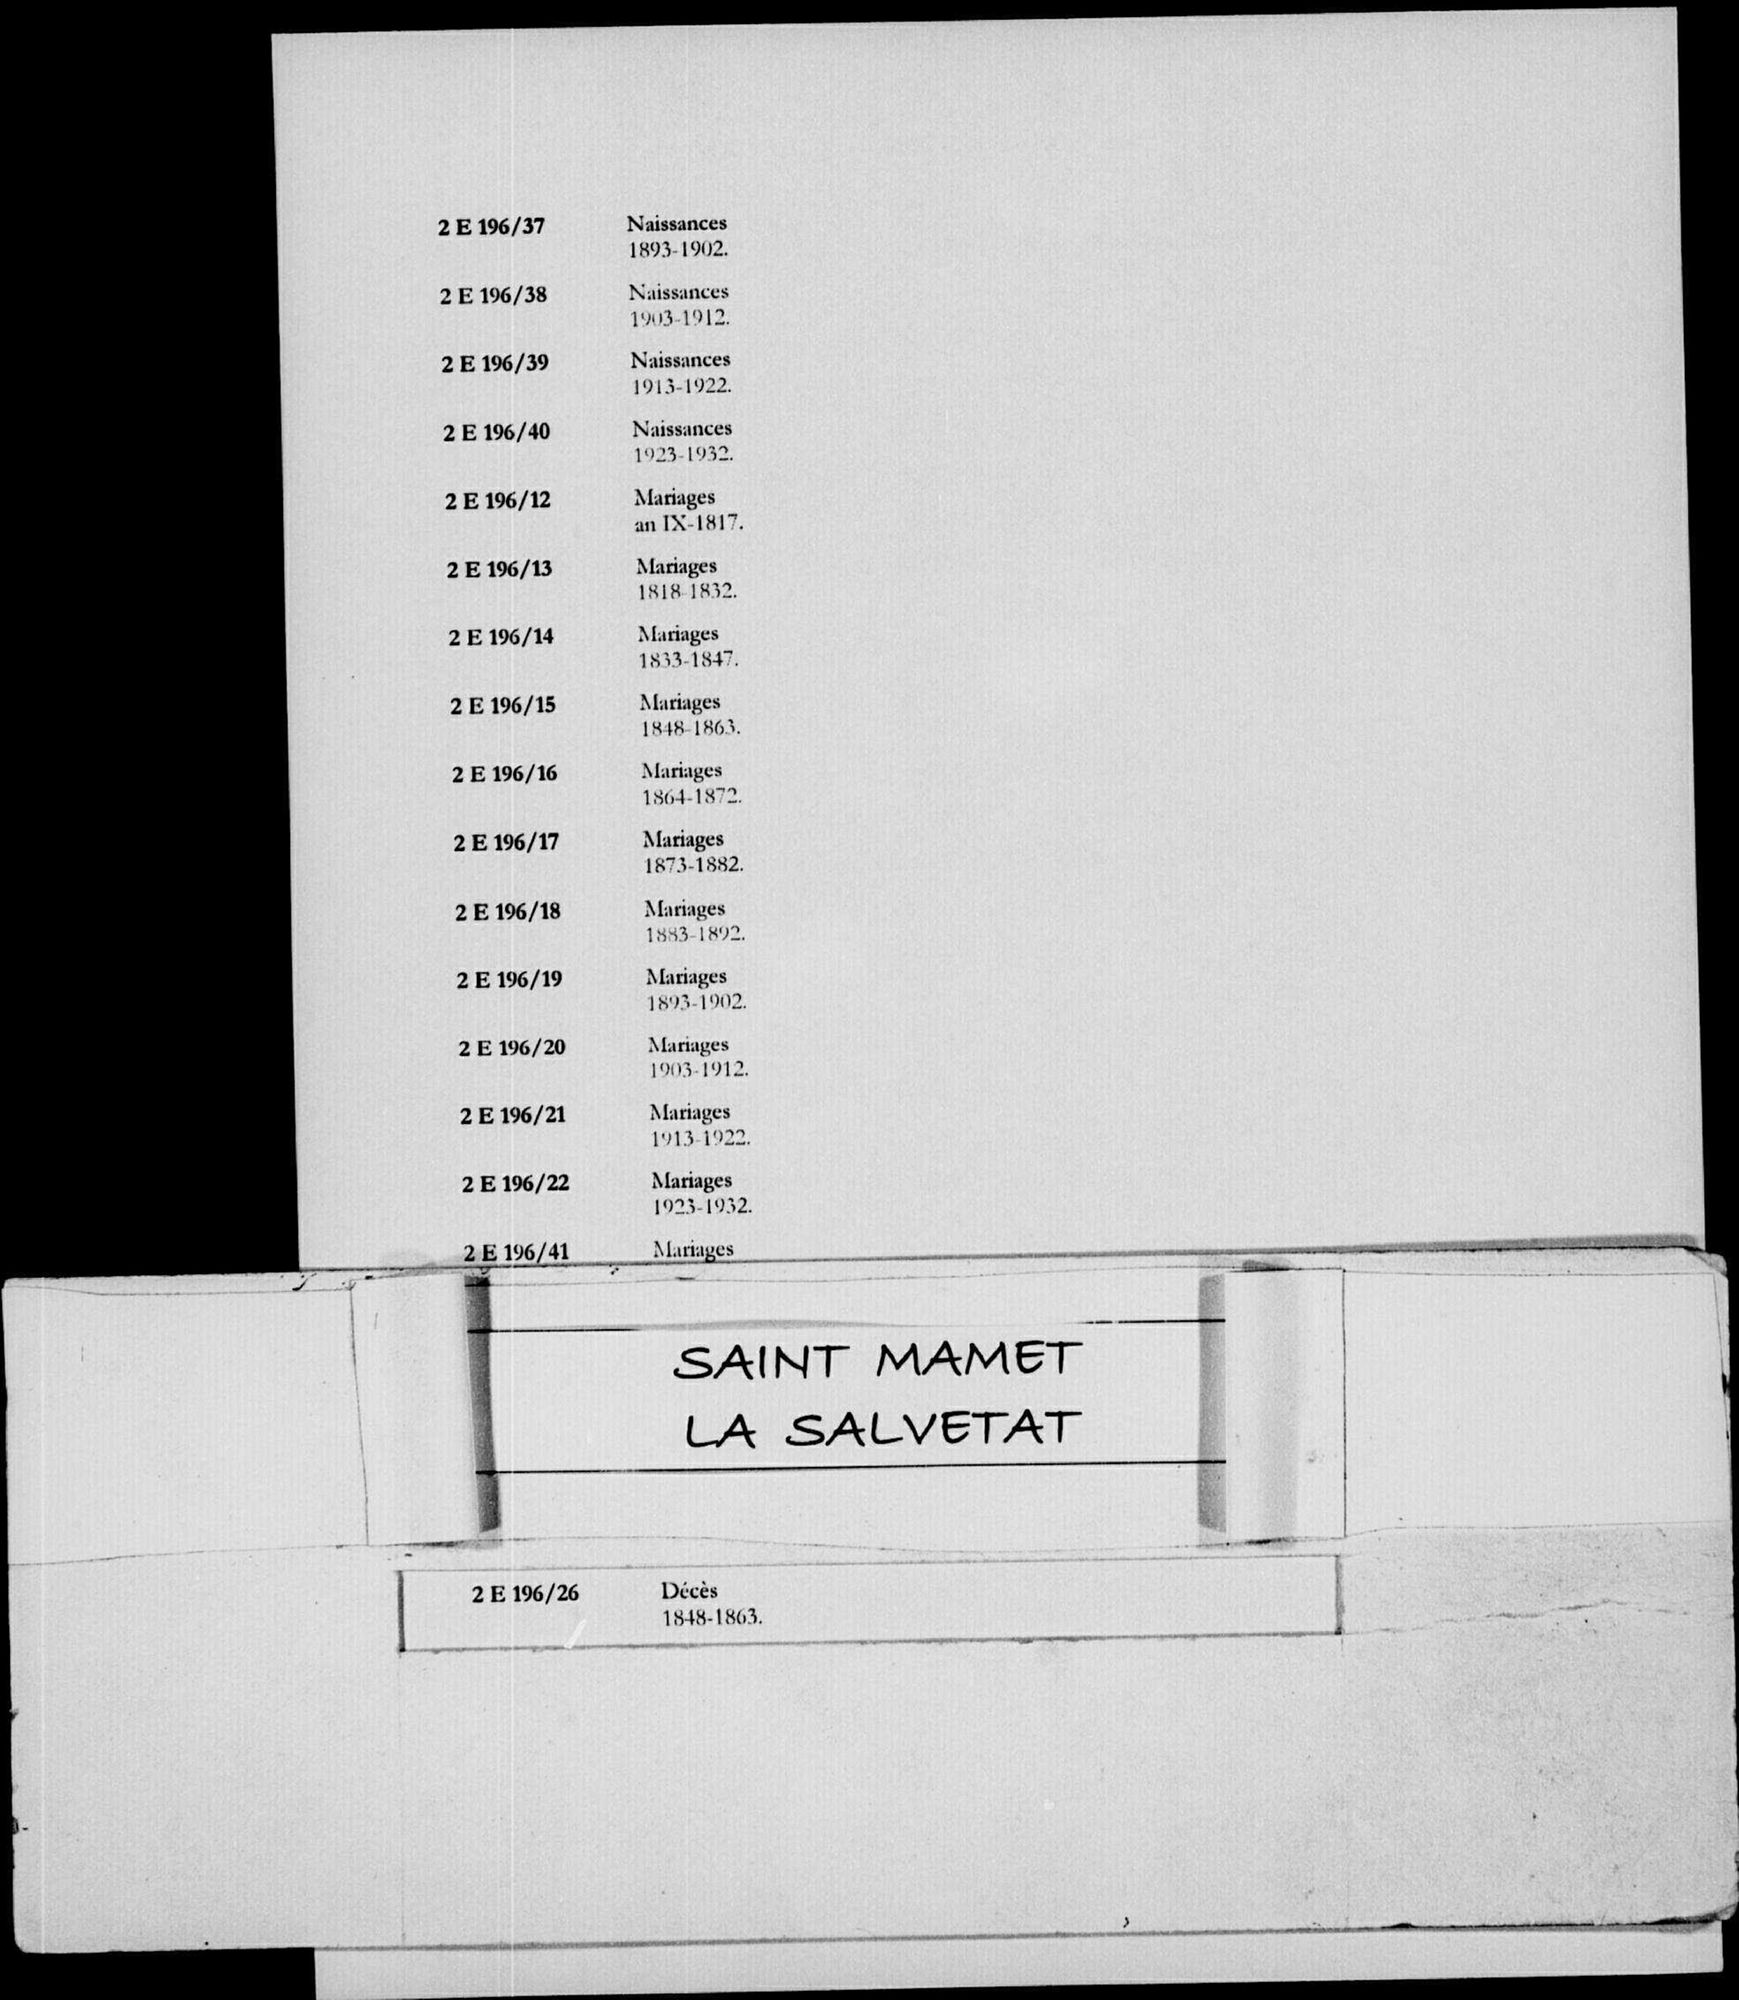 2 E 196/37 Naissances
1893-1902.
2 E 196/38 Naissances
1903-1912.
2 E 196/39 Naissances
1913-1922.
2 E 196/40 Naissances
1923-1932.
2 E 196/12 Mariages
an IX-1817.
2 E 196/13 Mariages
1818-1832.
2 E 196/14 Mariages
1833-1847.
2 E 196/15 Mariages
1848-1863.
2 E 196/16 Mariages
1864-1872.
2 E 196/17 Mariages
1873-1882.
2 E 196/18 Mariages
1883-1892.
2 E 196/19 Mariages
1893-1902.
2 E 196/20 Mariages
1903-1912.
2 E 196/21 Mariages
1913-1922.
2 E 196/22 Mariages
1923-1932.
2 E 196/41 Mariages
SAINT MAMET
LA SALVETAT
2 E 196/26 Décès
1848-1863.